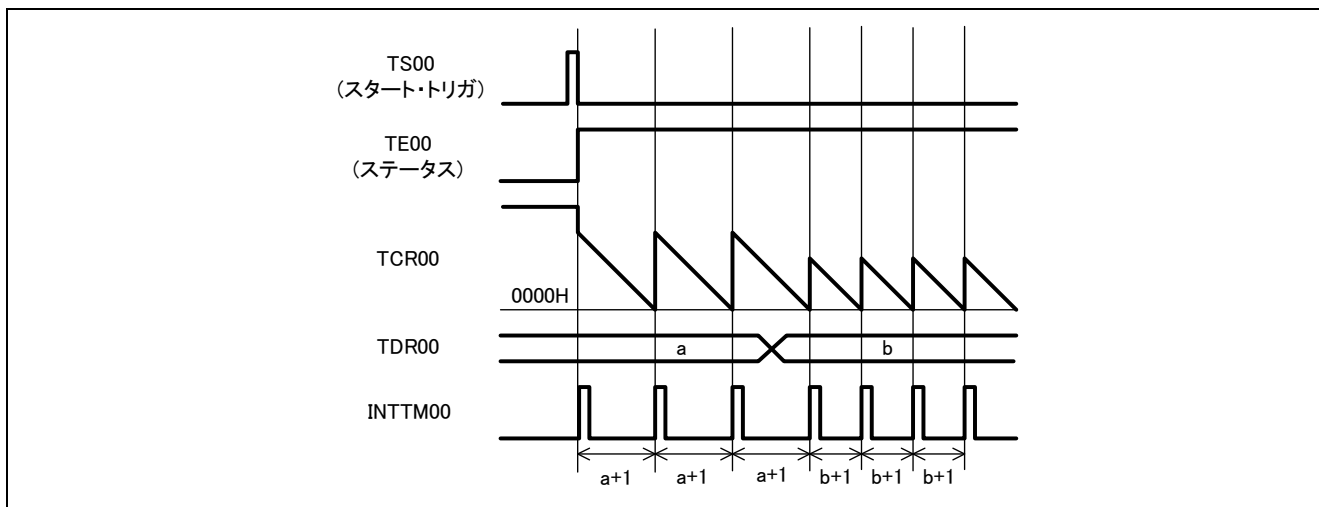 TS00
(スタート・トリガ)
TE00
(ステータス)
TCR00
0000H
TDR00
a
b
INTTM00
a+1
a+1
a+1
b+1
b+1
b+1